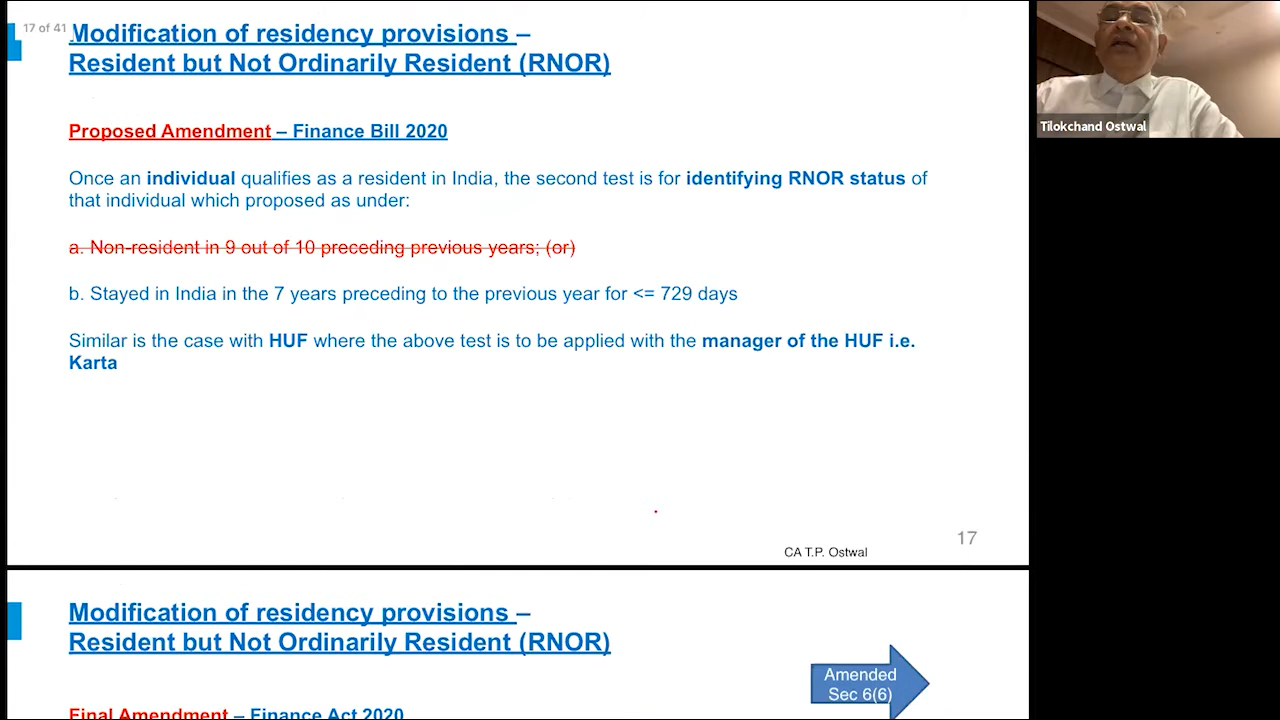 17 of 41
Modification of residency provisions –
Resident but Not Ordinarily Resident (RNOR)
Proposed Amendment – Finance Bill 2020
Once an individual qualifies as a resident in India, the second test is for identifying RNOR status of
that individual which proposed as under:
a. Non-resident in 9 out of 10 preceding previous years; (or)
b. Stayed in India in the 7 years preceding to the previous year for <= 729 days
Similar is the case with HUF where the above test is to be applied with the manager of the HUF i.e.
Karta
CA T.P. Ostwal
17
Modification of residency provisions –
Resident but Not Ordinarily Resident (RNOR)
Amended
Sec 6(6)
Final Amendment – Finance Act 2020
Tilokchand Ostwal